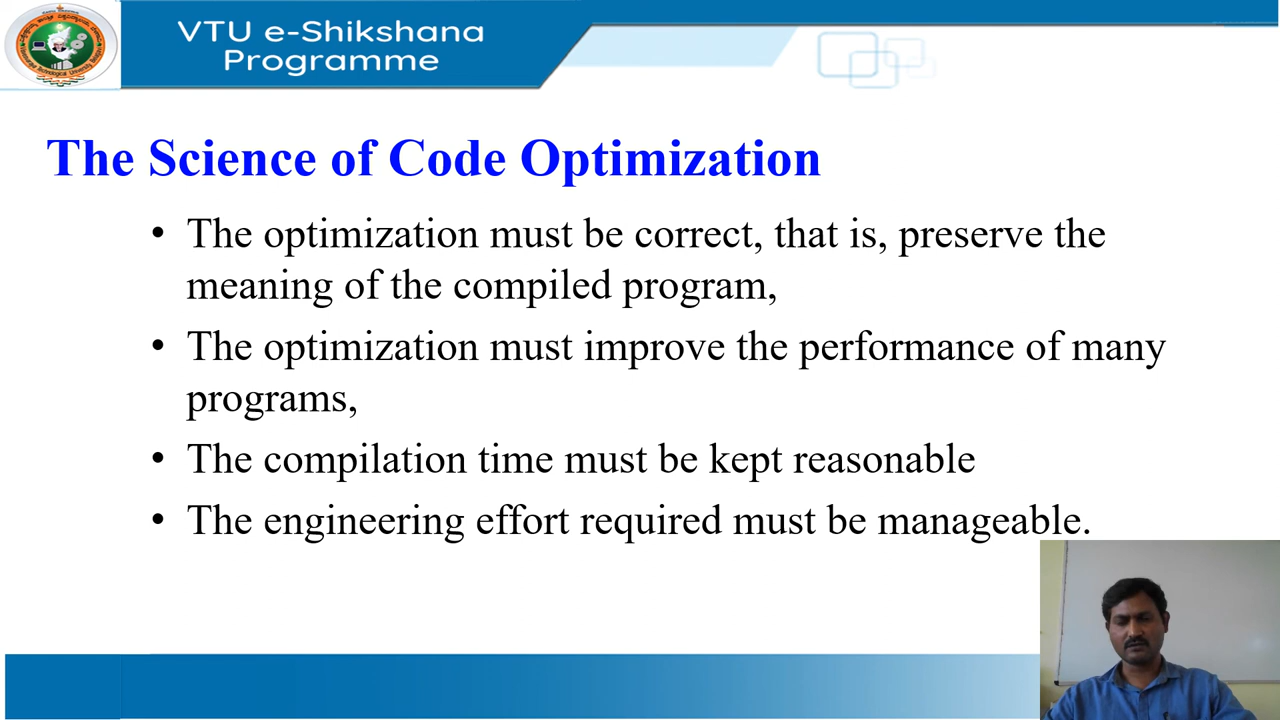 VTU e-Shikshana
Programme
The Science of Code Optimization
• The optimization must be correct, that is, preserve the
meaning of the compiled program,
• The optimization must improve the performance of many
programs,
• The compilation time must be kept reasonable
• The engineering effort required must be manageable.